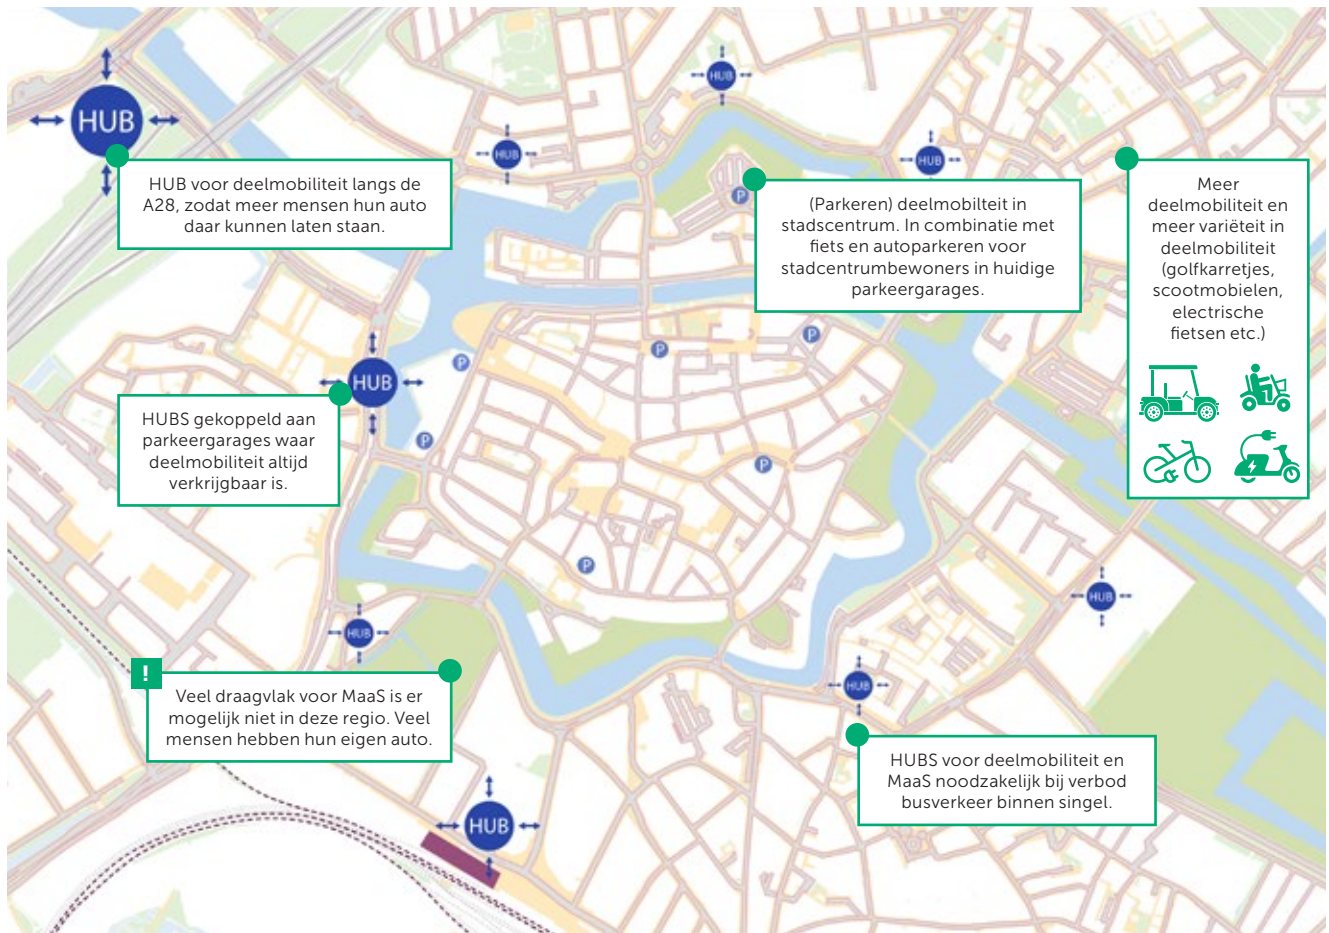 HUB
HUB
HUB
HUB
HUB voor deelmobiliteit langs de
A28, zodat meer mensen hun auto
daar kunnen laten staan.
P
(Parkeren) deelmobilteit in
stadscentrum. In combinatie met
fiets en autoparkeren voor
stadcentrumbewoners in huidige
parkeergarages.
Meer
deelmobiliteit en
meer variëteit in
deelmobiliteit
(golfkarretjes,
scootmobielen,
electrische
fietsen etc.)
P
P
P
HUB
HUBS gekoppeld aan
parkeergarages waar
deelmobiliteit altijd
verkrijgbaar is.
P
P
P
HUB
HUB
!
Veel draagvlak voor MaaS is er
mogelijk niet in deze regio. Veel
mensen hebben hun eigen auto.
HUB
HUBS voor deelmobiliteit en
MaaS noodzakelijk bij verbod
busverkeer binnen singel.
HUB